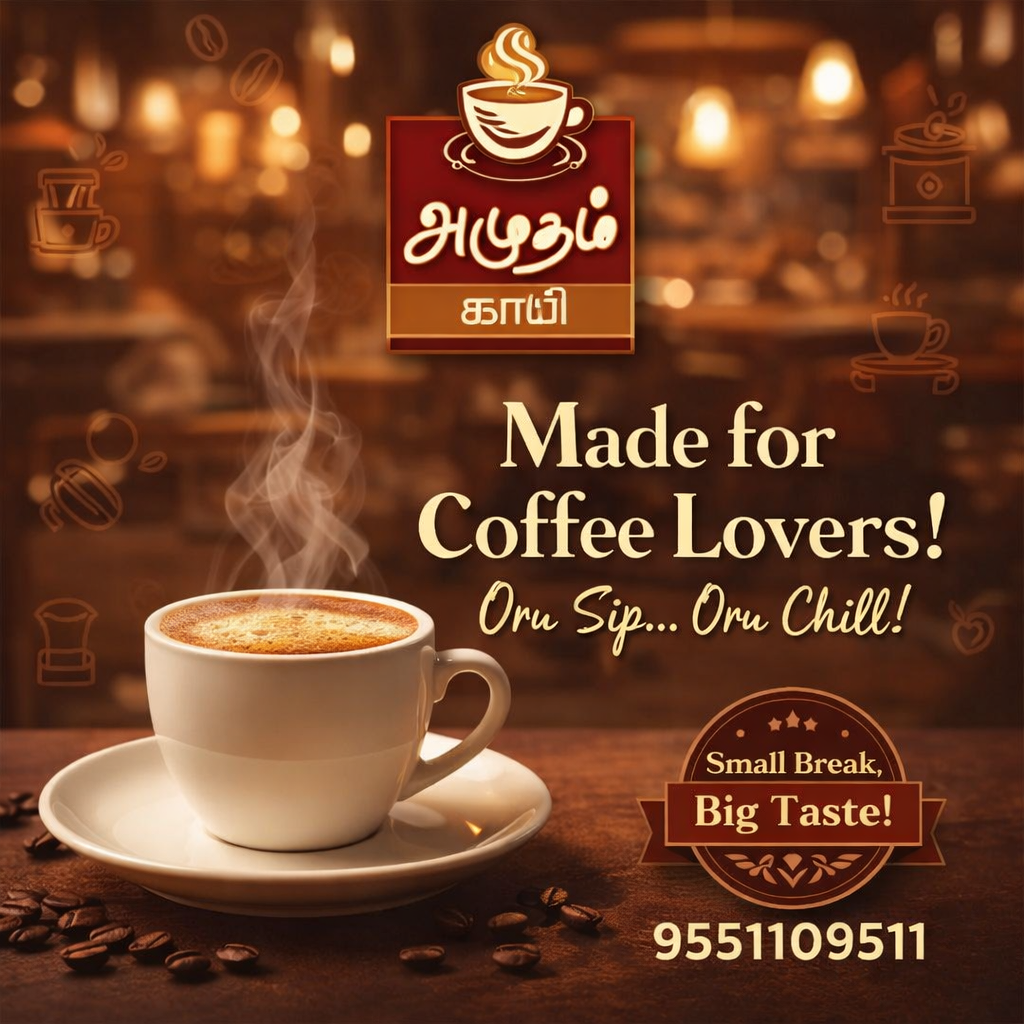 அமுதம்
காயி
Made for
Coffee Lovers!
Oru Sip... Oru Chill!
Small Break,
Big Taste!
9551109511